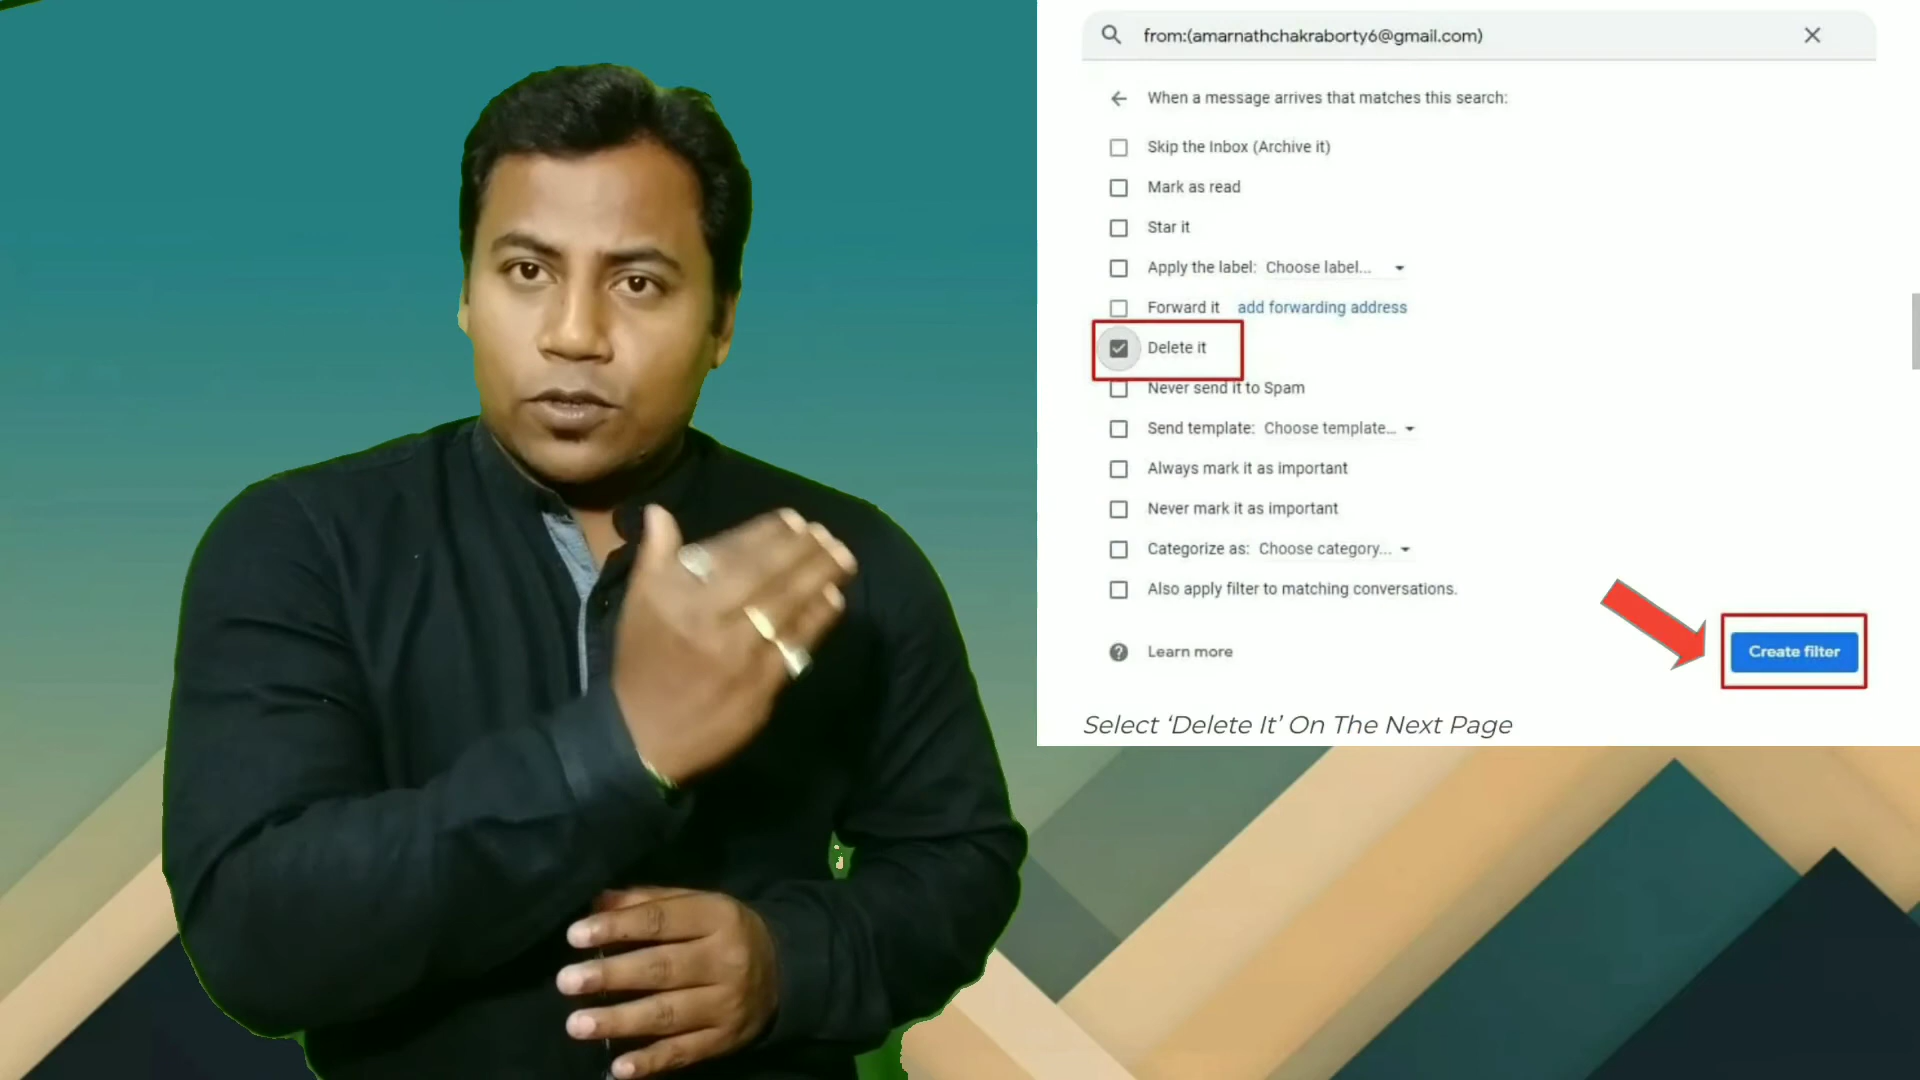 from:(amarnathchakraborty6@gmail.com)
When a message arrives that matches this search:
Skip the Inbox (Archive it)
Mark as read
Star it
Apply the label: Choose label...
Forward it add forwarding address
Delete it
Never send it to Spam
Send template: Choose template...
Always mark it as important
Never mark it as important
Categorize as: Choose category...
Also apply filter to matching conversations.
Learn more
Create filter
Select ‘Delete It’ On The Next Page